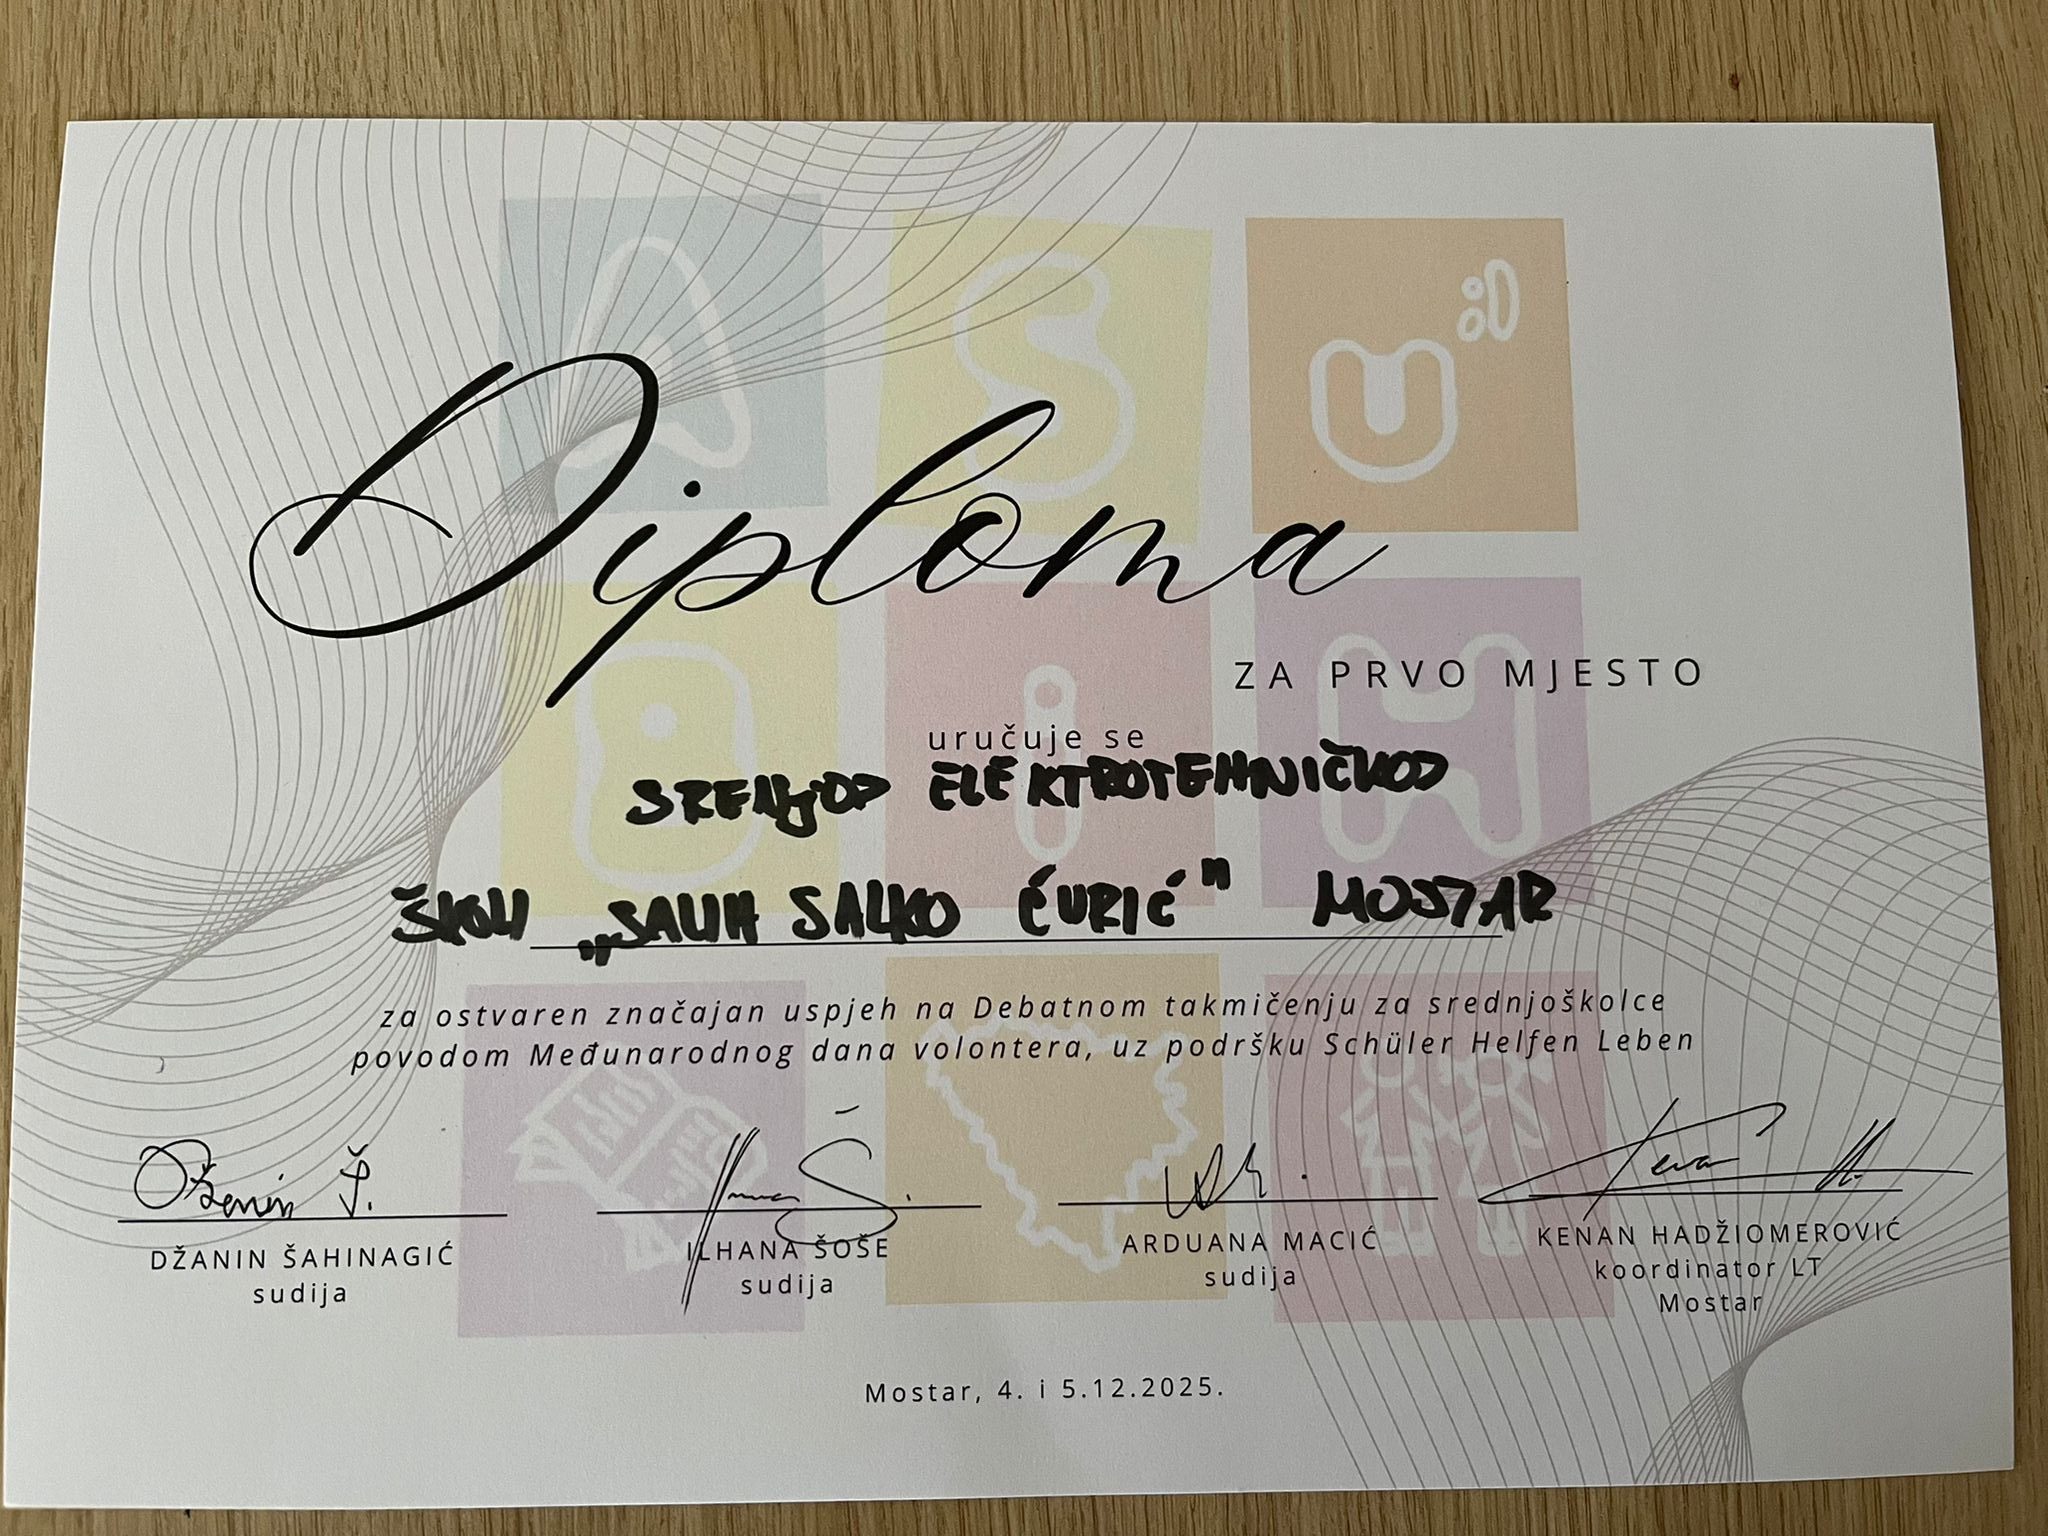 A S Uči
B i H
Diploma
ZA PRVO MJESTO
uručuje se
SREDNJOJ ELEKTROTEHNIČKOJ
ŠKOLI „SALIH SALKO ĆURIĆ" MOSTAR
za ostvaren značajan uspjeh na Debatnom takmičenju za srednjoškolce
povodom Međunarodnog dana volontera, uz podršku Schüler Helfen Leben
Dženin Š.
DŽANIN ŠAHINAGIĆ
sudija
ILHANA ŠOŠE
sudija
ARDUANA MACIĆ
sudija
KENAN HADŽIOMEROVIĆ
koordinator LT
Mostar
Mostar, 4. i 5.12.2025.